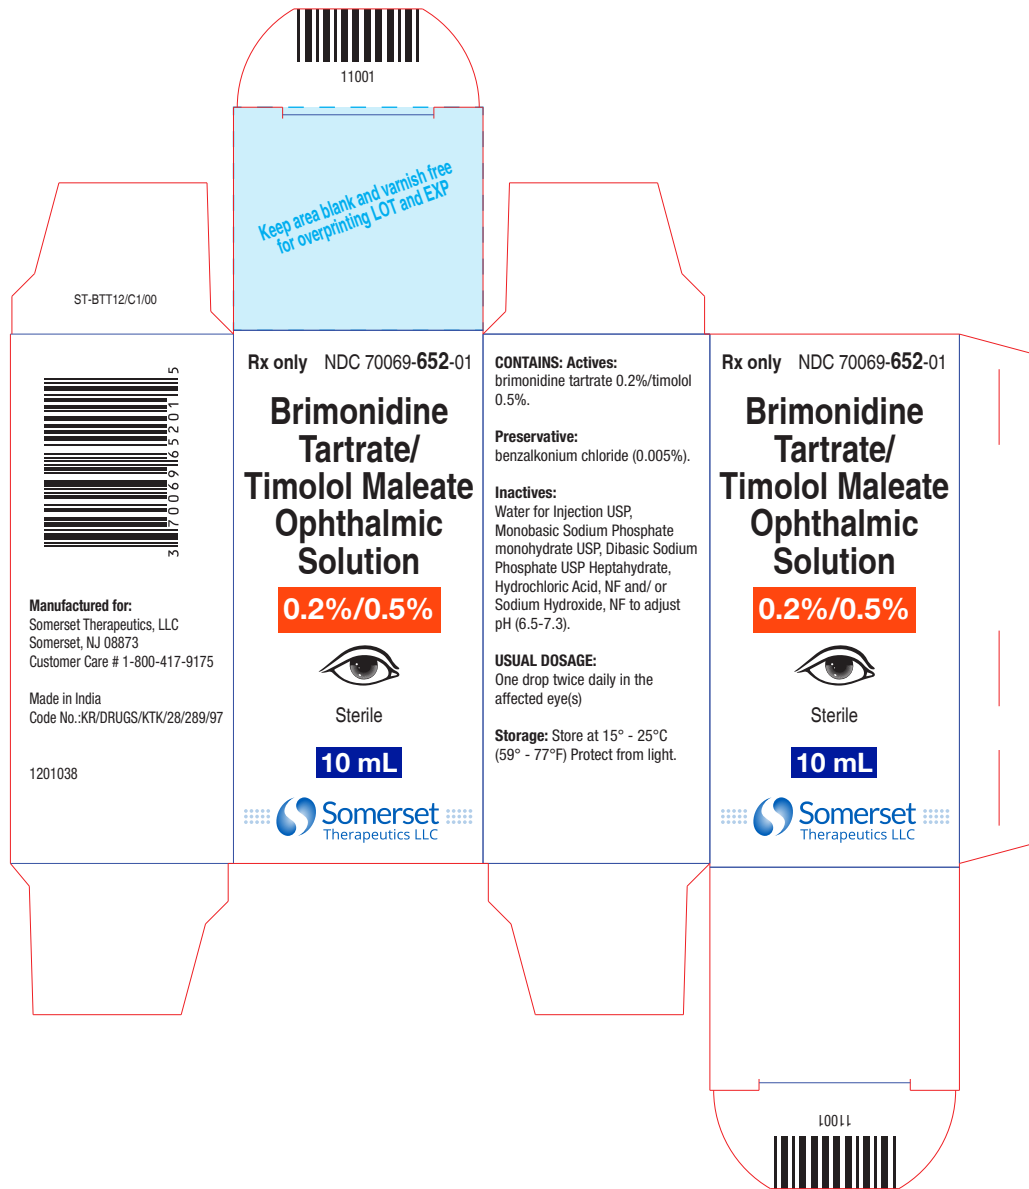 11001
Keep area blank and varnish free
for overprinting LOT and EXP
ST-BTT12/C1/00
3 70069 65201 5
Manufactured for:
Somerset Therapeutics, LLC
Somerset, NJ 08873
Customer Care # 1-800-417-9175
Made in India
Code No.:KR/DRUGS/KTK/28/289/97
1201038
Rx only NDC 70069-652-01
Brimonidine
Tartrate/
Timolol Maleate
Ophthalmic
Solution
0.2%/0.5%
Sterile
10 mL
Somerset
Therapeutics LLC
CONTAINS: Actives:
brimonidine tartrate 0.2%/timolol
0.5%.
Preservative:
benzalkonium chloride (0.005%).
Inactives:
Water for Injection USP,
Monobasic Sodium Phosphate
monohydrate USP, Dibasic Sodium
Phosphate USP Heptahydrate,
Hydrochloric Acid, NF and/ or
Sodium Hydroxide, NF to adjust
pH (6.5-7.3).
USUAL DOSAGE:
One drop twice daily in the
affected eye(s)
Storage: Store at 15° - 25°C
(59° - 77°F) Protect from light.
Rx only NDC 70069-652-01
Brimonidine
Tartrate/
Timolol Maleate
Ophthalmic
Solution
0.2%/0.5%
Sterile
10 mL
Somerset
Therapeutics LLC
11001